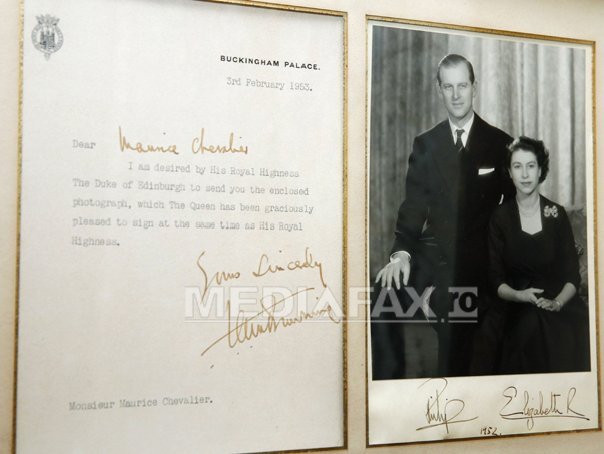 BUCKINGHAM PALACE.
3rd February 1953.
Dear Maurice Chevalier
I am desired by His Royal Highness
The Duke of Edinburgh to send you the enclosed
photograph, which The Queen has been graciously
pleased to sign at the same time as His Royal
Highness.
Yours Sincerely
MEDIAFAX.ro
Monsieur Maurice Chevalier.
Philip Elizabeth R
1952.